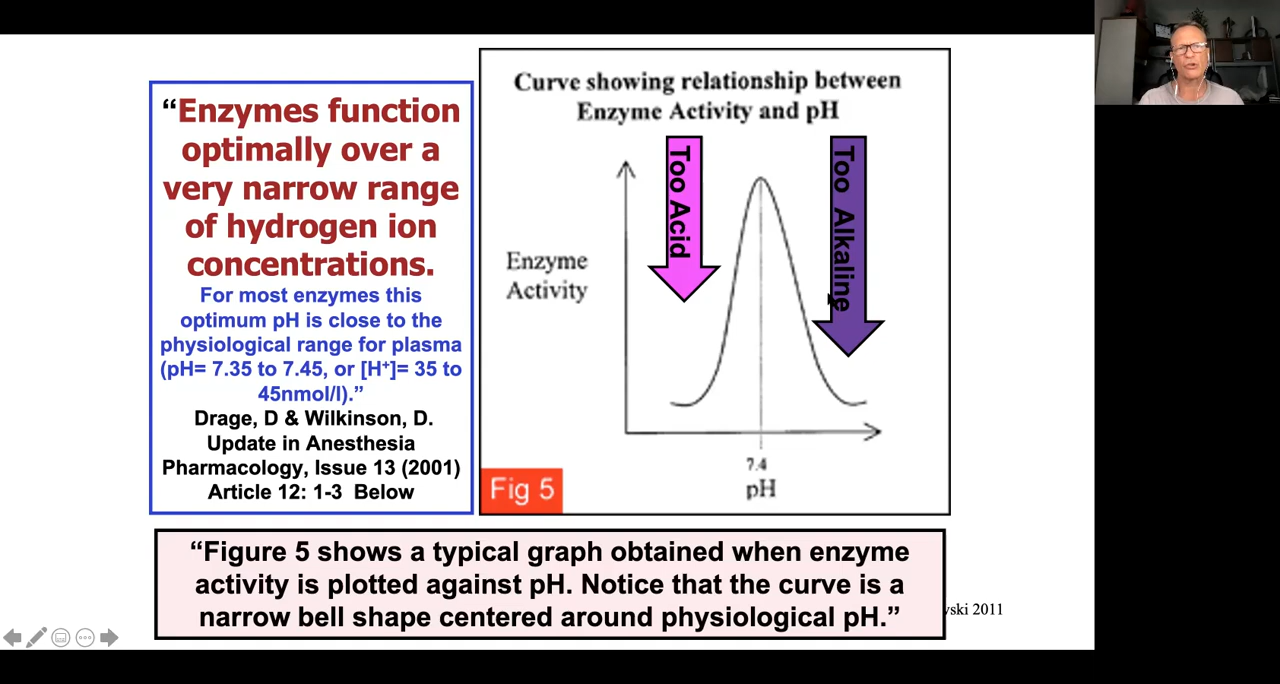 “Enzymes function
optimally over a
very narrow range
of hydrogen ion
concentrations.
For most enzymes this
optimum pH is close to the
physiological range for plasma
(pH= 7.35 to 7.45, or [H⁺]= 35 to
45nmol/l).”
Drage, D & Wilkinson, D.
Update in Anesthesia
Pharmacology, Issue 13 (2001)
Article 12: 1-3 Below
Curve showing relationship between
Enzyme Activity and pH
Too Acid
Too Alkaline
Enzyme
Activity
7.4
pH
Fig 5
“Figure 5 shows a typical graph obtained when enzyme
activity is plotted against pH. Notice that the curve is a
narrow bell shape centered around physiological pH.”
2011